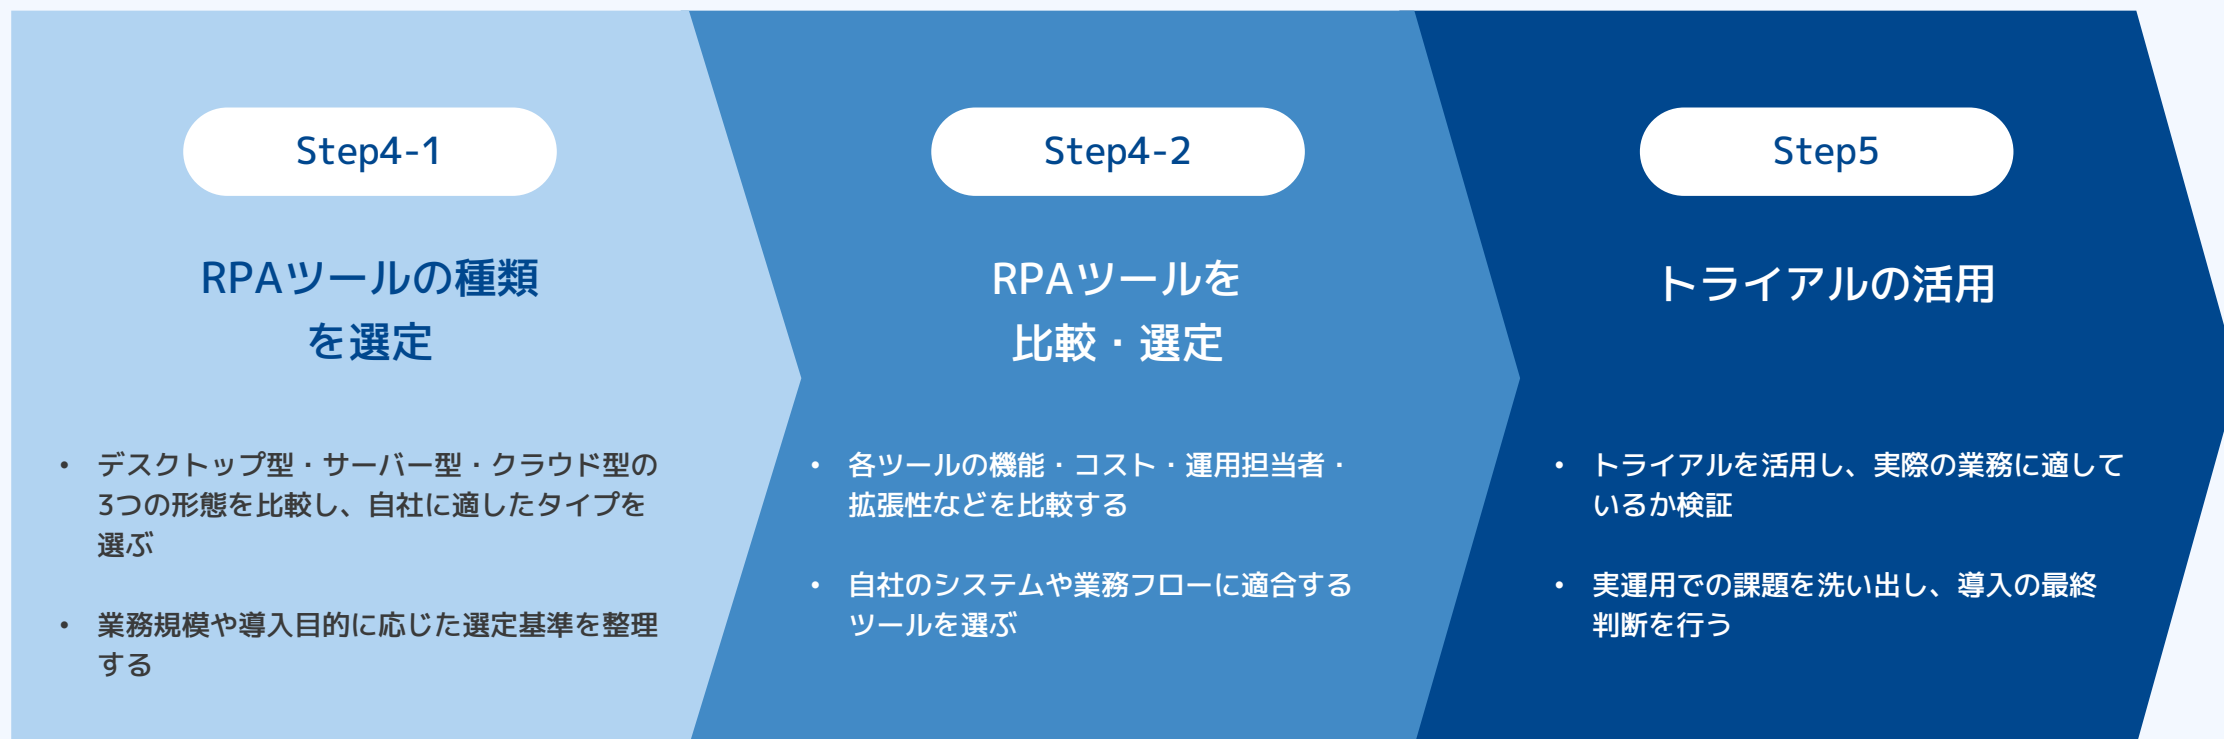 Step4-1
RPAツールの種類
を選定
• デスクトップ型・サーバー型・クラウド型の
3つの形態を比較し、自社に適したタイプを
選ぶ
• 業務規模や導入目的に応じた選定基準を整理
する
Step4-2
RPAツールを
比較・選定
• 各ツールの機能・コスト・運用担当者・
拡張性などを比較する
• 自社のシステムや業務フローに適合する
ツールを選ぶ
Step5
トライアルの活用
• トライアルを活用し、実際の業務に適して
いるか検証
• 実運用での課題を洗い出し、導入の最終
判断を行う